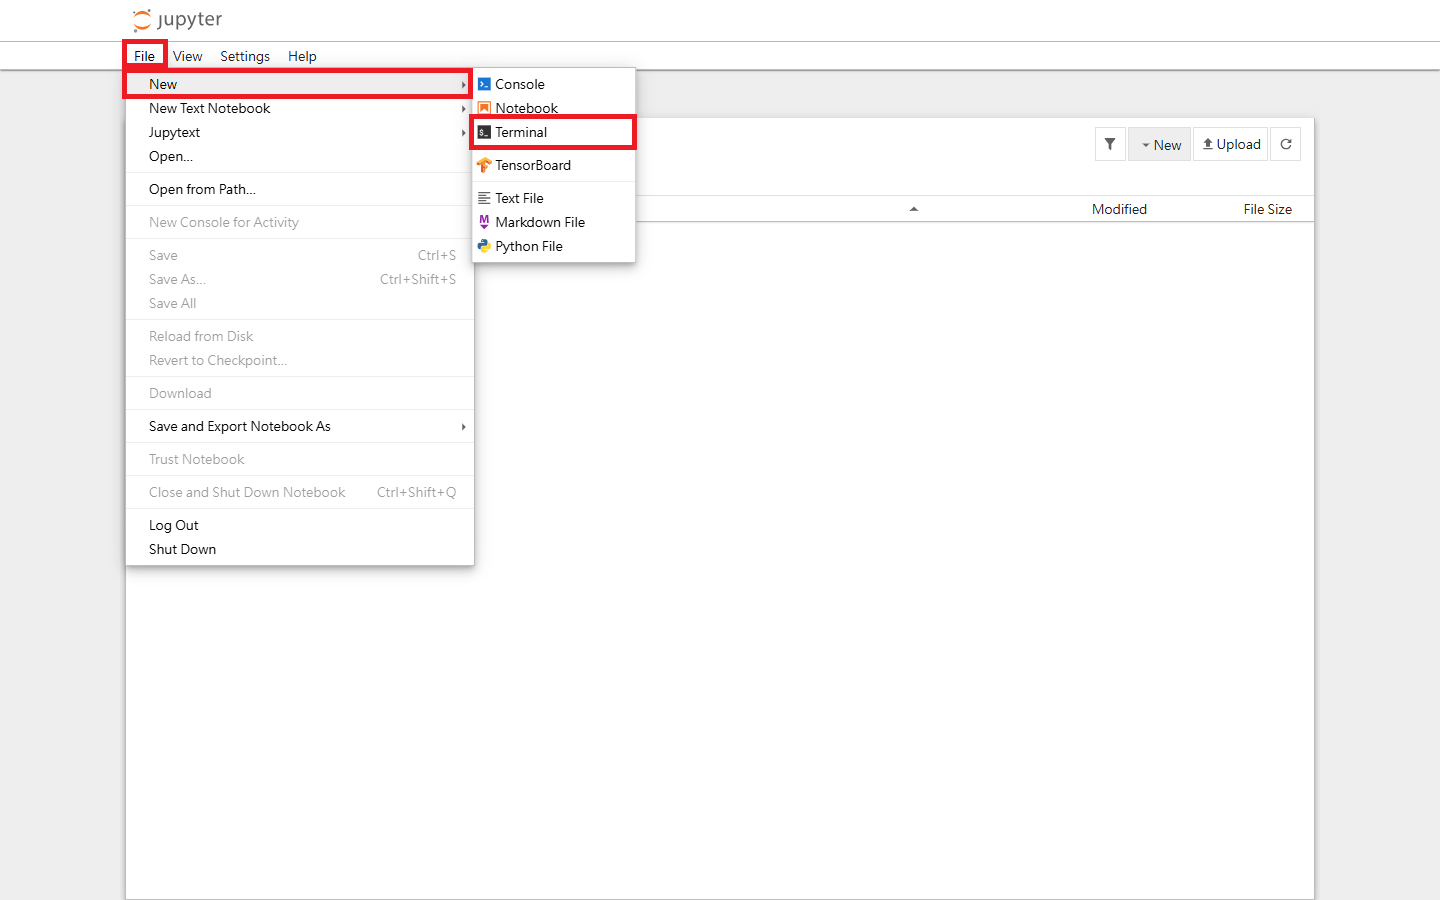 jupyter
File View Settings Help
New
New Text Notebook
Jupytext
Open...
Open from Path...
New Console for Activity
Save Ctrl+S
Save As... Ctrl+Shift+S
Save All
Reload from Disk
Revert to Checkpoint...
Download
Save and Export Notebook As
Trust Notebook
Close and Shut Down Notebook Ctrl+Shift+Q
Log Out
Shut Down
Console
Notebook
$_ Terminal
TensorBoard
Text File
M Markdown File
Python File
New Upload
Modified File Size